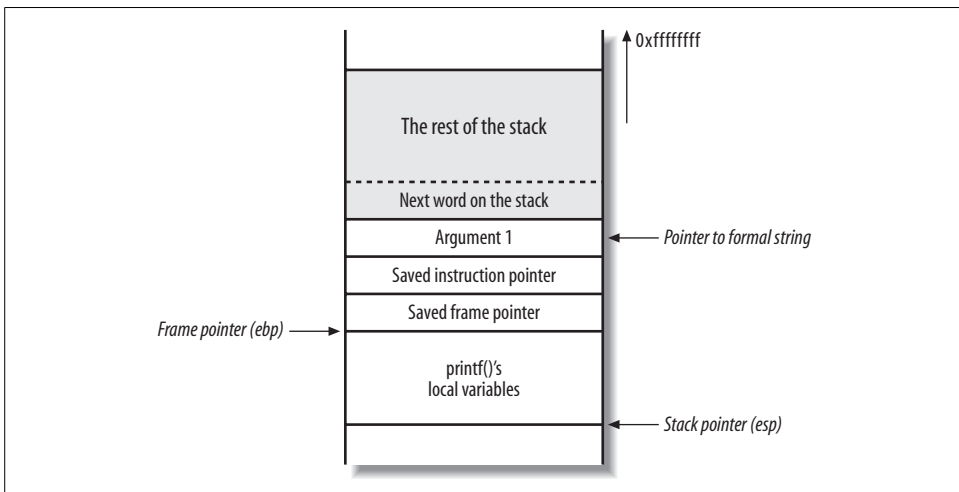 0xffffffff
The rest of the stack
Next word on the stack
Argument 1
Pointer to formal string
Saved instruction pointer
Saved frame pointer
Frame pointer (ebp)
printf()'s
local variables
Stack pointer (esp)